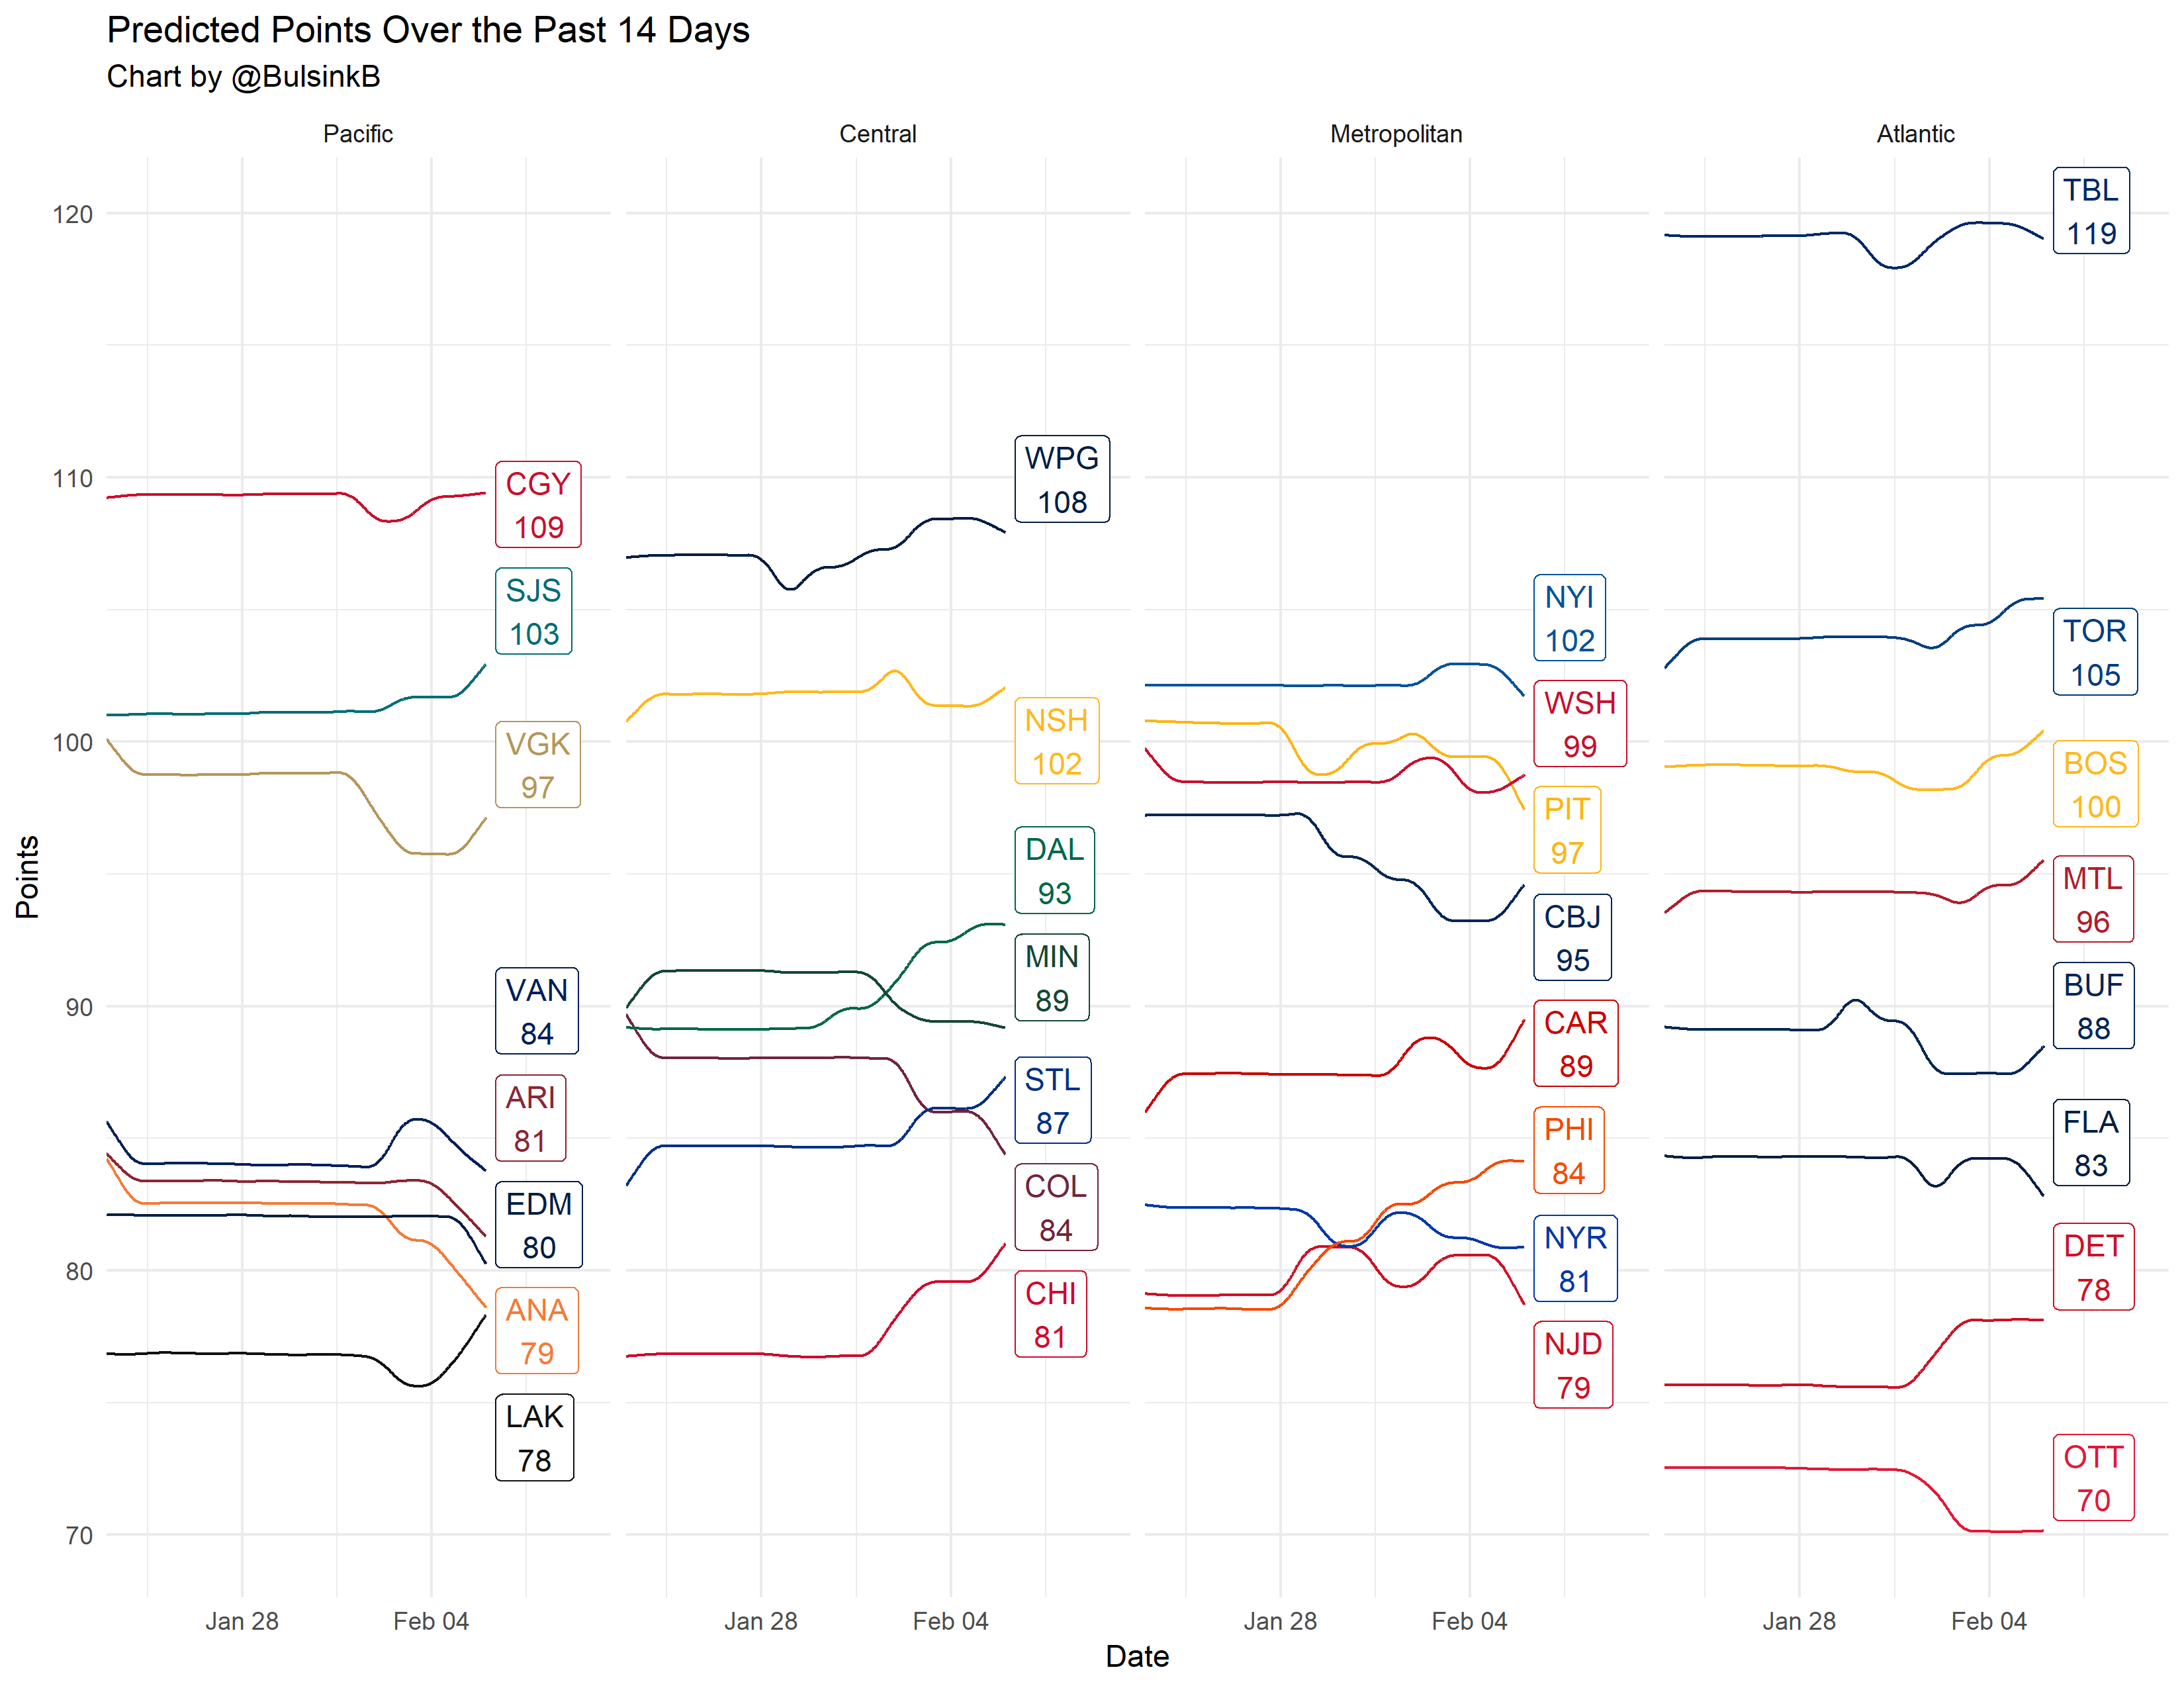 Predicted Points Over the Past 14 Days
Chart by @BulsinkB
Pacific
Central
Metropolitan
Atlantic
Points
120
110
100
90
80
70
CGY
109
SJS
103
VGK
97
VAN
84
ARI
81
EDM
80
ANA
79
LAK
78
WPG
108
NSH
102
DAL
93
MIN
89
STL
87
COL
84
CHI
81
NYI
102
WSH
99
PIT
97
CBJ
95
CAR
89
PHI
84
NYR
81
NJD
79
TBL
119
TOR
105
BOS
100
MTL
96
BUF
88
FLA
83
DET
78
OTT
70
Jan 28
Feb 04
Jan 28
Feb 04
Jan 28
Feb 04
Jan 28
Feb 04
Date